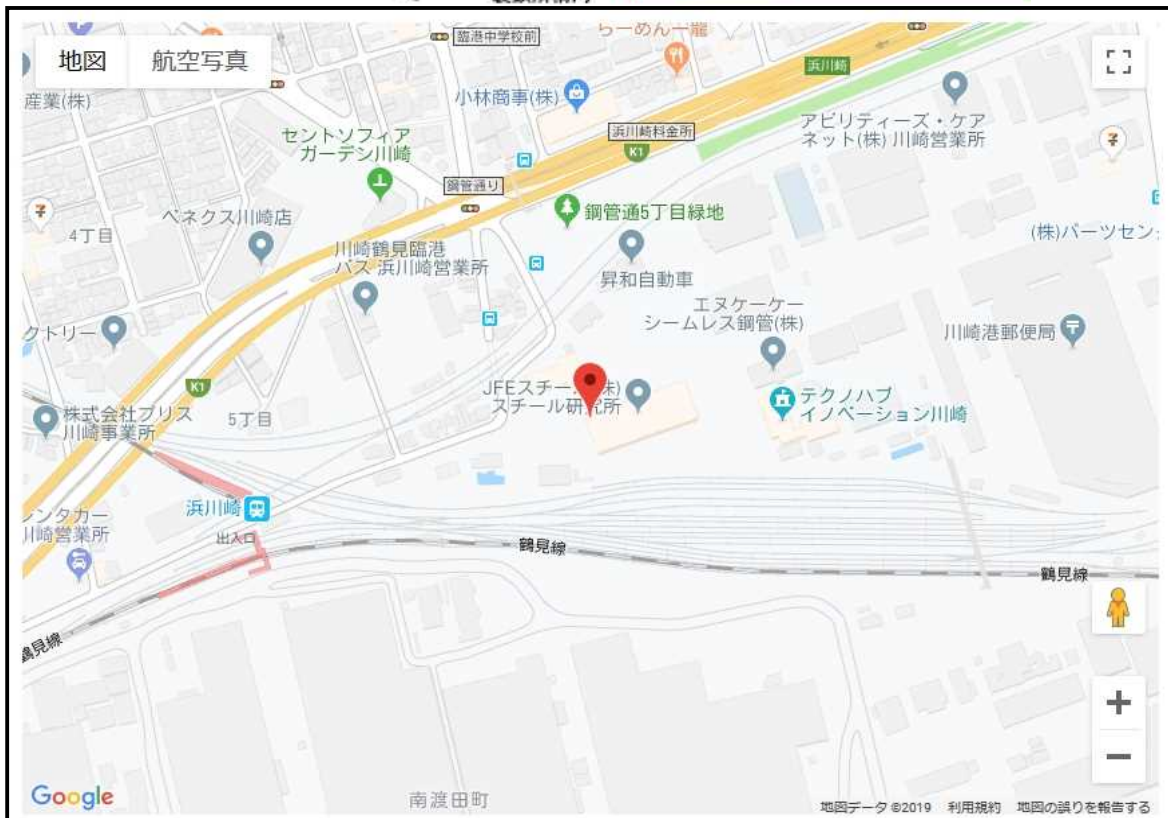 地図 航空写真
臨港中学校前
らーめん一龍
産業(株)
小林商事(株)
浜川崎
浜川崎料金所
K1
アビリティーズ・ケア
ネット(株) 川崎営業所
セントソフィア
ガーデン川崎
鋼管通り
鋼管通5丁目緑地
ベネクス川崎店
4丁目
川崎鶴見臨港
バス 浜川崎営業所
昇和自動車
(株)パーツセン
エヌケーケー
シームレス鋼管(株)
川崎港郵便局
クトリー
K1
JFEスチー 株)
スチール研究所
テクノハブ
イノベーション川崎
株式会社ブリス
川崎事業所
5丁目
浜川崎
出入口
レンタカー
川崎営業所
鶴見線
鶴見線
鶴見線
南渡田町
Google
地図データ ©2019 利用規約 地図の誤りを報告する